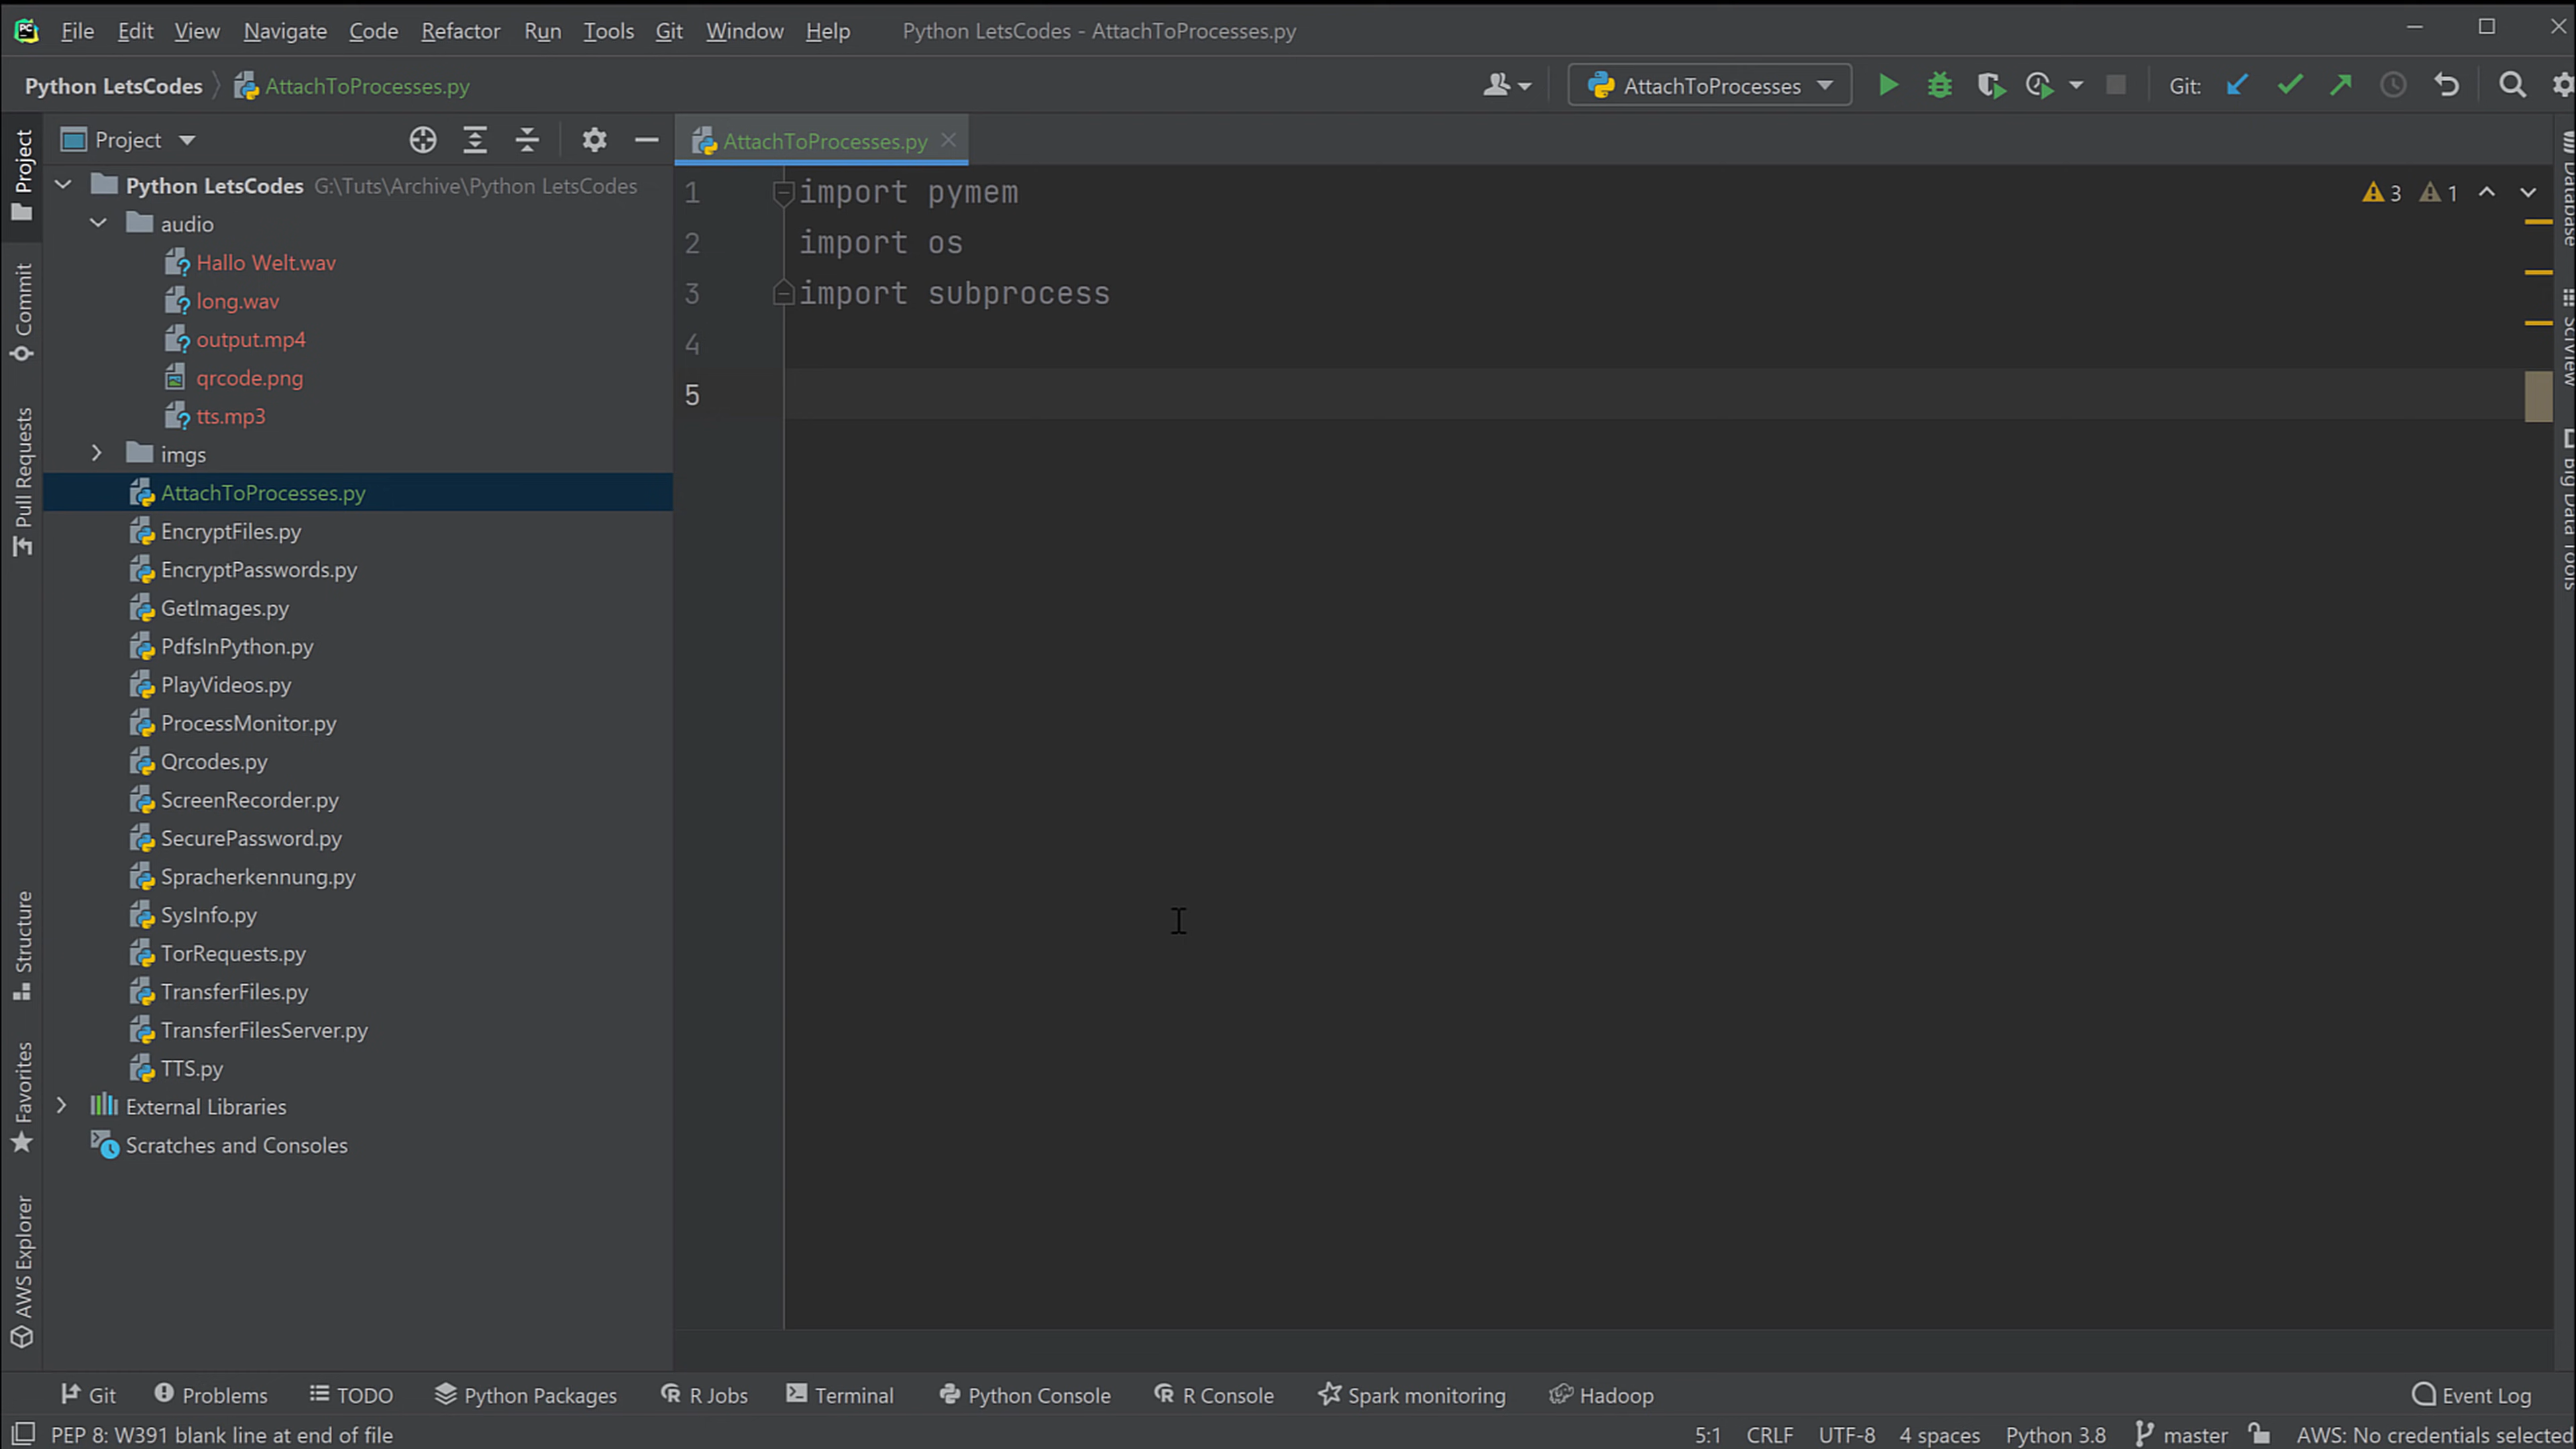 File Edit View Navigate Code Refactor Run Tools Git Window Help Python LetsCodes - AttachToProcesses.py
Python LetsCodes AttachToProcesses.py AttachToProcesses Git:
Project
AttachToProcesses.py
Python LetsCodes G:\Tuts\Archive\Python LetsCodes
audio
Hallo Welt.wav
long.wav
output.mp4
qrcode.png
tts.mp3
imgs
AttachToProcesses.py
EncryptFiles.py
EncryptPasswords.py
GetImages.py
PdfsInPython.py
PlayVideos.py
ProcessMonitor.py
Qrcodes.py
ScreenRecorder.py
SecurePassword.py
Spracherkennung.py
SysInfo.py
TorRequests.py
TransferFiles.py
TransferFilesServer.py
TTS.py
External Libraries
Scratches and Consoles
1 import pymem
2 import os
3 import subprocess
4
5
3 1
Project
Commit
Pull Requests
Structure
Favorites
AWS Explorer
Database
SciView
Big Data Tools
Git Problems TODO Python Packages R Jobs Terminal Python Console R Console Spark monitoring Hadoop Event Log
PEP 8: W391 blank line at end of file 5:1 CRLF UTF-8 4 spaces Python 3.8 master AWS: No credentials selected